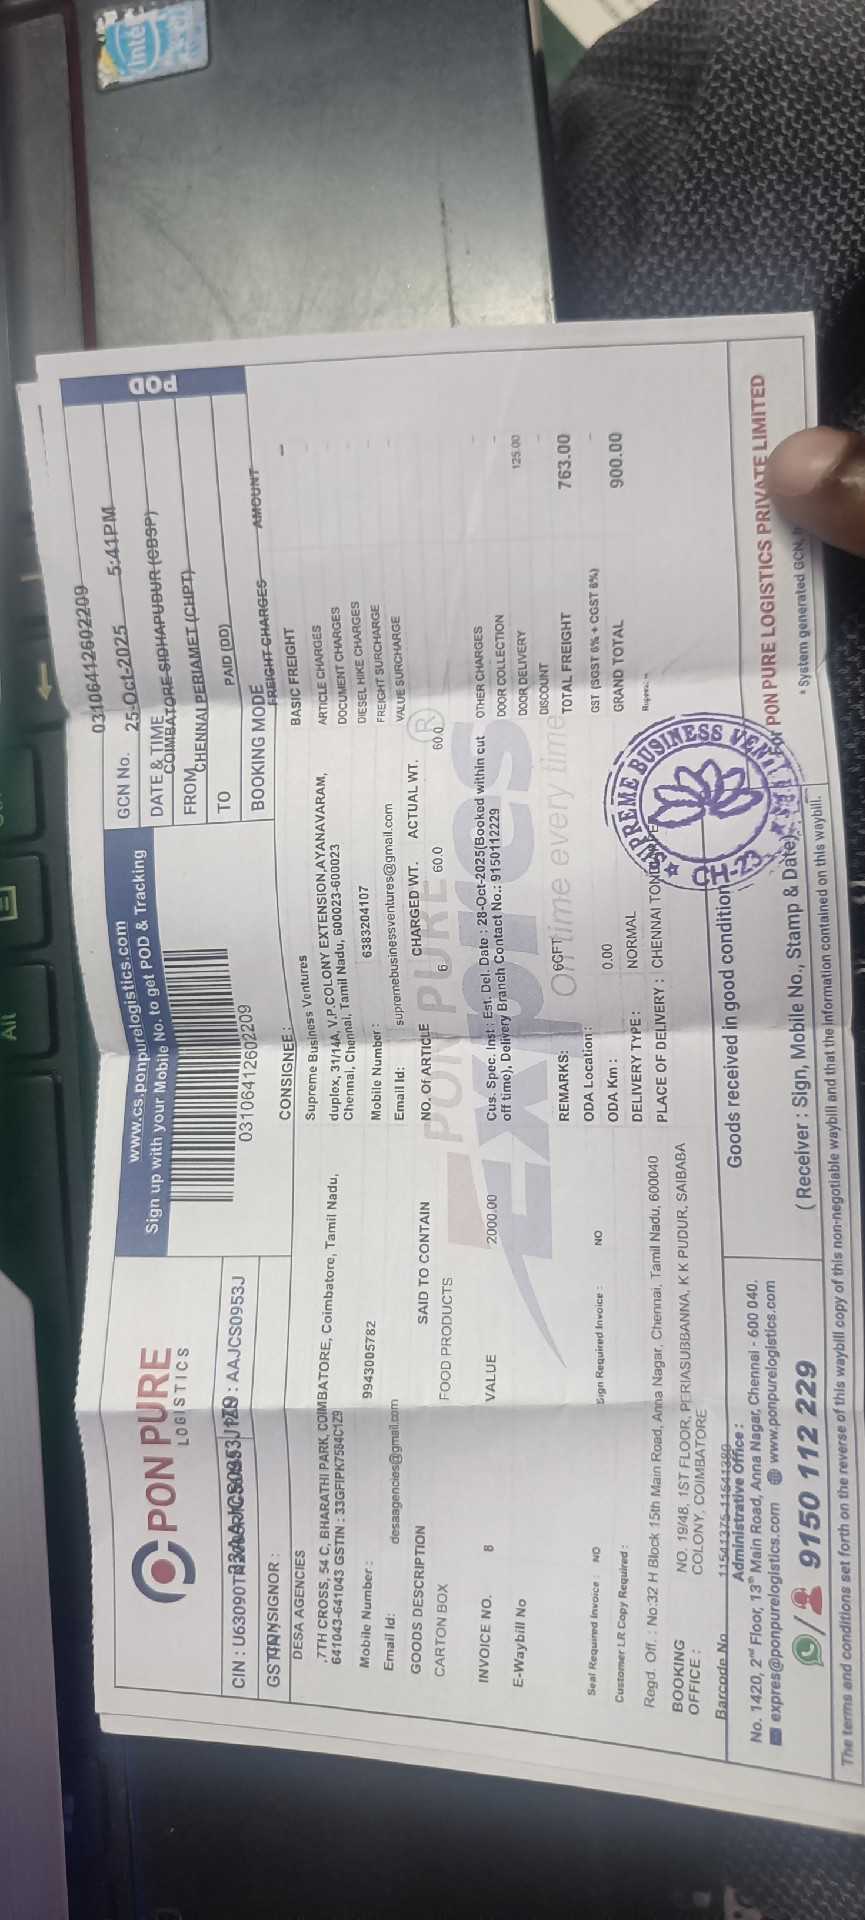 PON PURE
LOGISTICS
www.cs.ponpurelogistics.com
Sign up with your Mobile No. to get POD & Tracking
03106412602209
GCN No.
03106412602209
25-Oct-2025 5:41PM
DATE & TIME
COIMBATORE SIDHAPUDUR (CBSP)
FROM
CHENNAI PERIAMET (CHPT)
TO
PAID (DD)
BOOKING MODE
POD
CIN : U63090TN
: AAJCS0953J
GSTIN
CONSIGNOR :
DESA AGENCIES
,7TH CROSS, 54 C, BHARATHI PARK, COIMBATORE, Coimbatore, Tamil Nadu,
641043-641043 GSTIN : 33GFIPK7584C1Z9
Mobile Number : 9943005782
Email Id: desaagencies@gmail.com
CONSIGNEE :
Supreme Business Ventures
duplex, 31/14A, V.P.COLONY EXTENSION,AYANAVARAM,
Chennai, Chennai, Tamil Nadu, 600023-600023
Mobile Number : 6383204107
Email Id: supremebusinessventures@gmail.com
FREIGHT CHARGES AMOUNT
BASIC FREIGHT -
ARTICLE CHARGES -
DOCUMENT CHARGES -
DIESEL HIKE CHARGES -
FREIGHT SURCHARGE -
VALUE SURCHARGE -
OTHER CHARGES -
DOOR COLLECTION -
DOOR DELIVERY 125.00
DISCOUNT -
TOTAL FREIGHT 763.00
GST (SGST 6% + CGST 6%) -
GRAND TOTAL 900.00
GOODS DESCRIPTION SAID TO CONTAIN NO. Of ARTICLE CHARGED WT. ACTUAL WT.
CARTON BOX FOOD PRODUCTS 6 60.0 60.0
INVOICE NO. 8 VALUE 2000.00
E-Waybill No
Cus. Spec. Inst : Est. Del. Date : 28-Oct-2025(Booked within cut
off time), Delivery Branch Contact No.: 9150112229
PON PURE
Expres ®
On time every time
REMARKS: 6GFT
Seal Required Invoice : NO Sign Required Invoice : NO
ODA Location :
Customer LR Copy Required :
ODA Km : 0.00
Regd. Off. : No:32 H Block 15th Main Road, Anna Nagar, Chennai, Tamil Nadu, 600040
DELIVERY TYPE : NORMAL
BOOKING
OFFICE :
NO. 19/48, 1ST FLOOR, PERIASUBBANNA, K K PUDUR, SAIBABA
COLONY, COIMBATORE
PLACE OF DELIVERY : CHENNAI
Barcode No
Administrative Office :
No. 1420, 2nd Floor, 13th Main Road, Anna Nagar, Chennai - 600 040.
expres@ponpurelogistics.com www.ponpurelogistics.com
9150 112 229
Goods received in good condition
( Receiver : Sign, Mobile No., Stamp & Date)
SUPREME BUSINESS
CH-23
For PON PURE LOGISTICS PRIVATE LIMITED
* System generated GCN,
The terms and conditions set forth on the reverse of this waybill copy of this non-negotiable waybill and that the information contained on this waybill.
Alt
intel